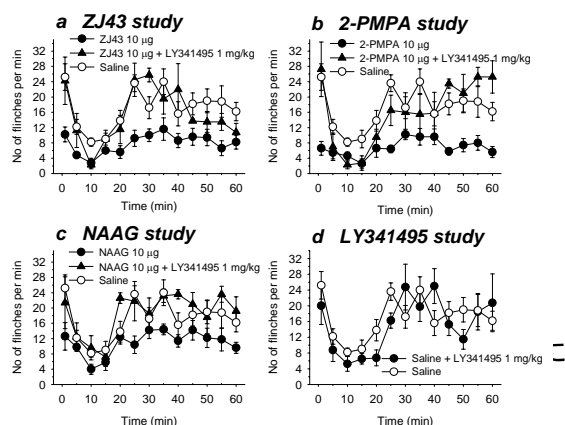 a ZJ43 study
ZJ43 10 µg
ZJ43 10 µg + LY341495 1 mg/kg
Saline
No of flinches per min
32
28
24
20
16
12
8
4
0
0 10 20 30 40 50 60
Time (min)
b 2-PMPA study
2-PMPA 10 µg
2-PMPA 10 µg + LY341495 1 mg/kg
Saline
No of flinches per min
32
28
24
20
16
12
8
4
0
0 10 20 30 40 50 60
Time (min)
c NAAG study
NAAG 10 µg
NAAG 10 µg + LY341495 1 mg/kg
Saline
No of flinches per min
32
28
24
20
16
12
8
4
0
0 10 20 30 40 50 60
Time (min)
d LY341495 study
Saline + LY341495 1 mg/kg
Saline
No of flinches per min
32
28
24
20
16
12
8
4
0
0 10 20 30 40 50 60
Time (min)